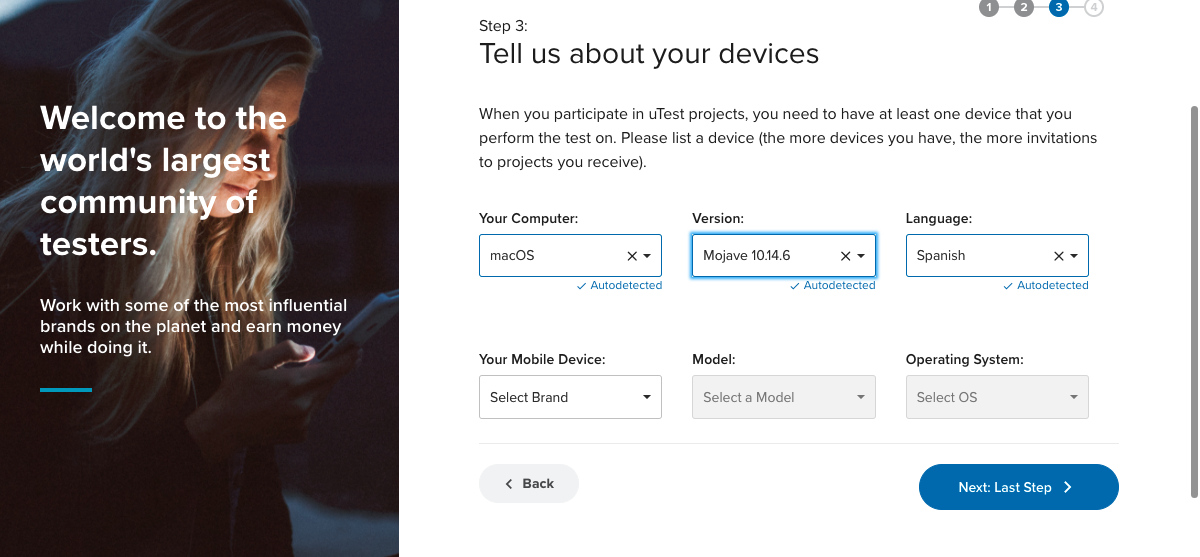 Welcome to the
world's largest
community of
testers.
Work with some of the most influential
brands on the planet and earn money
while doing it.
1 2 3 4
Step 3:
Tell us about your devices
When you participate in uTest projects, you need to have at least one device that you
perform the test on. Please list a device (the more devices you have, the more invitations
to projects you receive).
Your Computer: Version: Language:
macOS Mojave 10.14.6 Spanish
Autodetected Autodetected Autodetected
Your Mobile Device: Model: Operating System:
Select Brand Select a Model Select OS
Back Next: Last Step